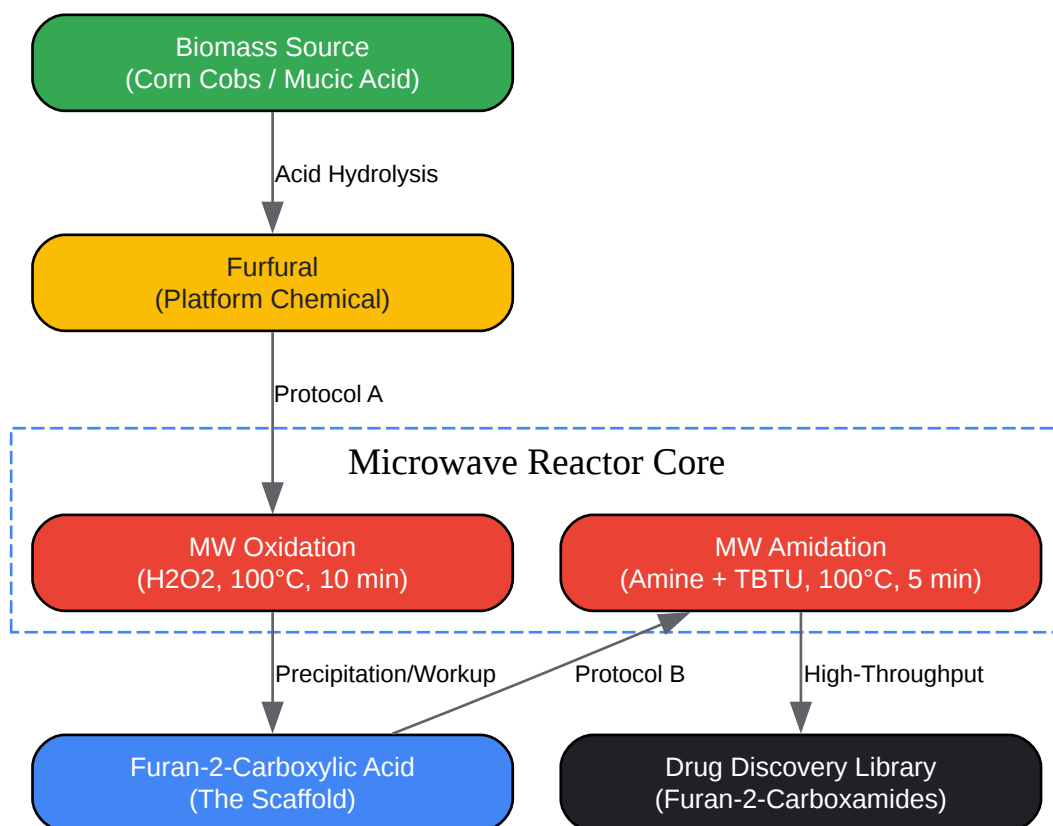 Biomass Source
(Corn Cobs / Mucic Acid)
Acid Hydrolysis
Furfural
(Platform Chemical)
Protocol A
Microwave Reactor Core
MW Oxidation
(H2O2, 100°C, 10 min)
MW Amidation
(Amine + TBTU, 100°C, 5 min)
Precipitation/Workup
Protocol B
High-Throughput
Furan-2-Carboxylic Acid
(The Scaffold)
Drug Discovery Library
(Furan-2-Carboxamides)